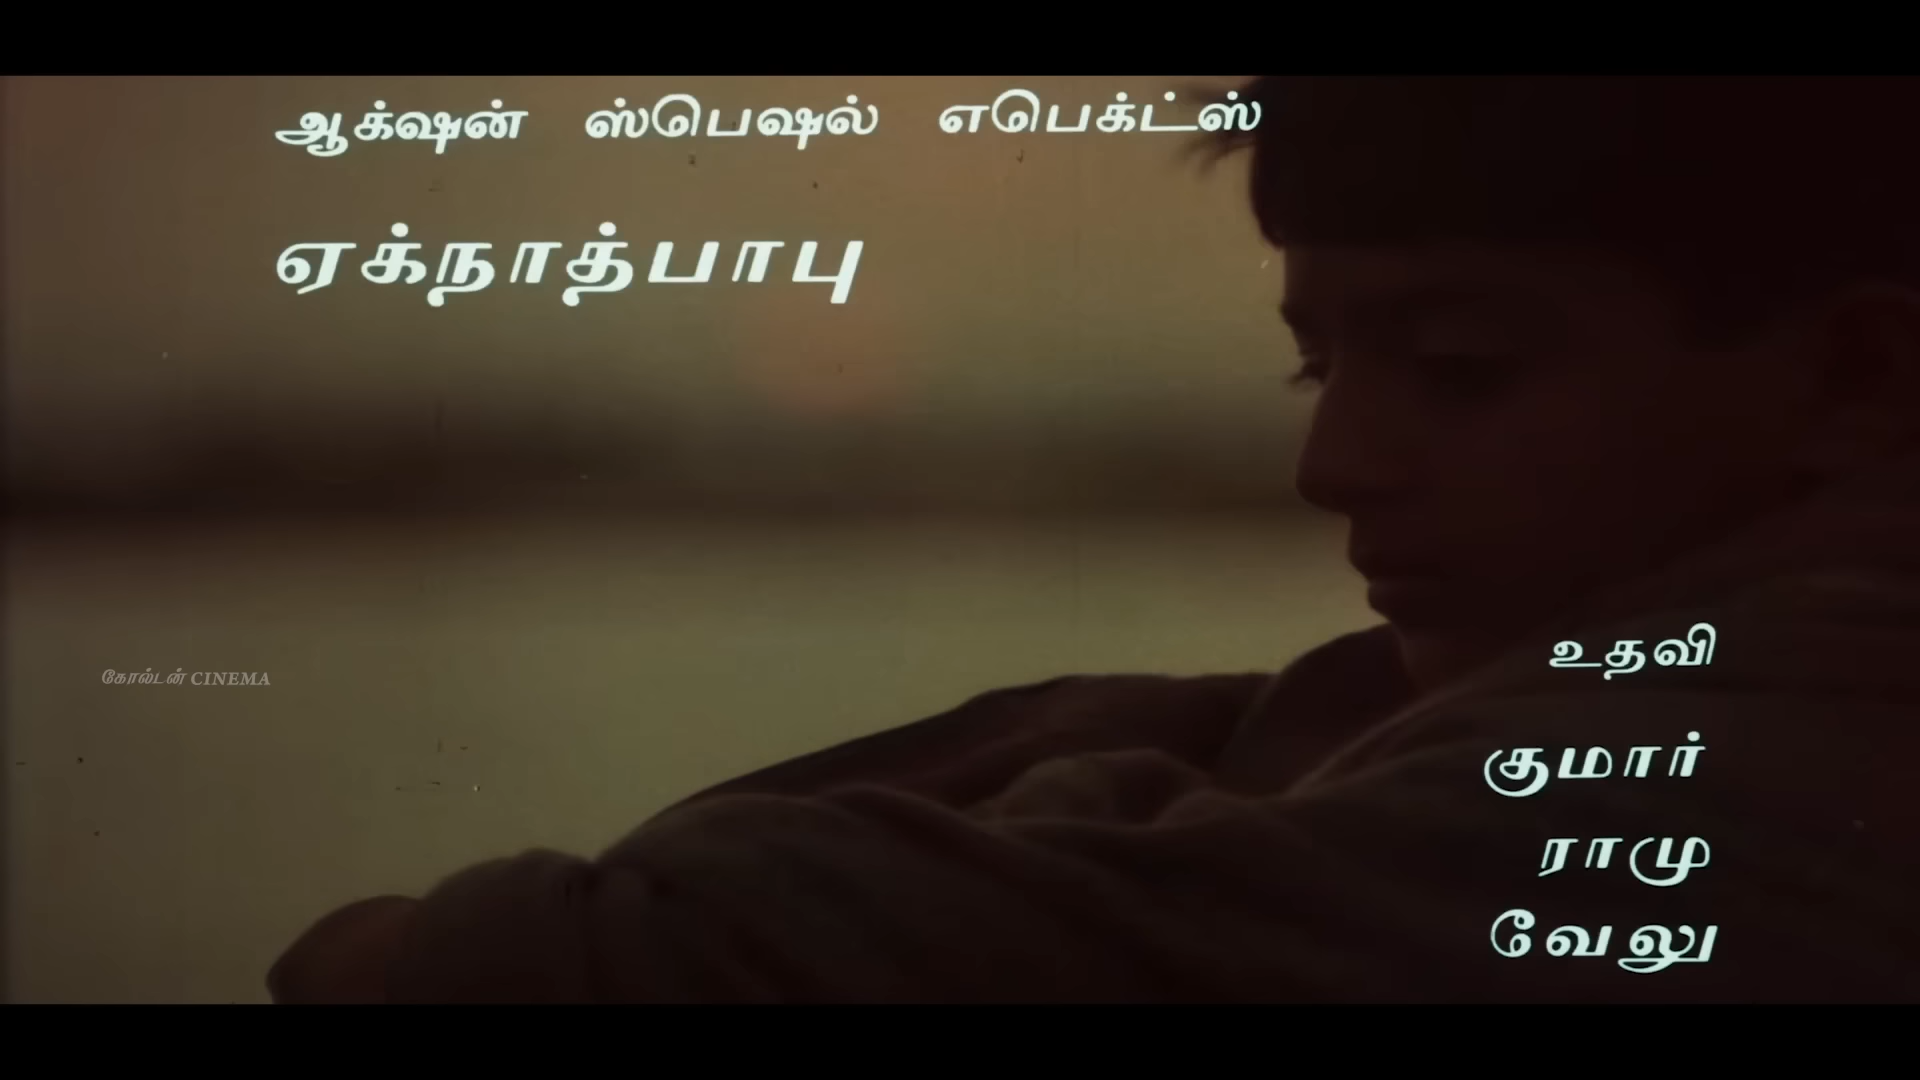 ஆக்ஷன் ஸ்பெஷல் எபெக்ட்ஸ்
ஏக்நாத்பாபு
கோல்டன் CINEMA
உதவி
குமார்
ராமு
வேலு